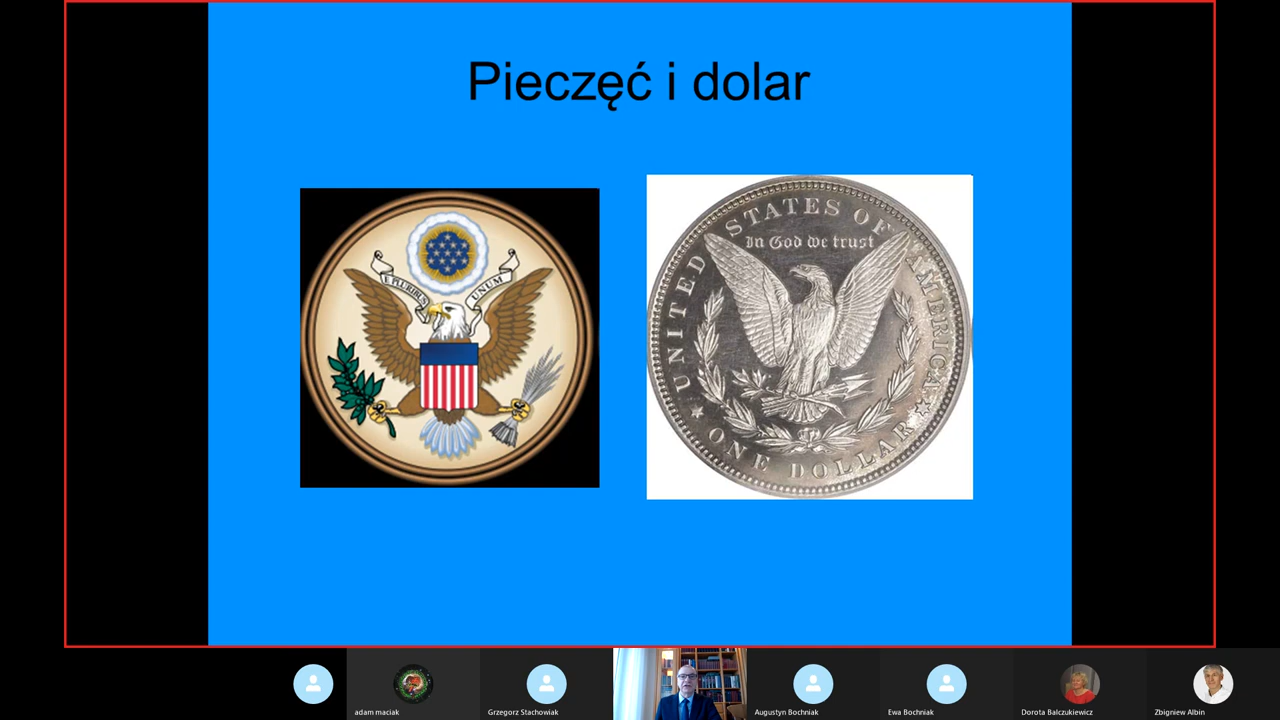 Pieczęć i dolar
E PLURIBUS UNUM
UNITED STATES OF AMERICA
In God we trust
ONE DOLLAR
adam maciak
Grzegorz Stachowiak
Augustyn Bochniak
Ewa Bochniak
Dorota Balczukiewicz
Zbigniew Albin